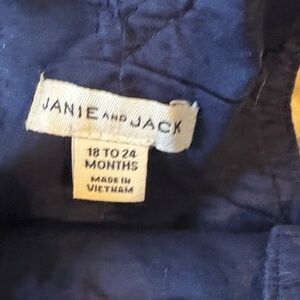 JANIE AND JACK
18 TO 24
MONTHS
MADE IN
VIETNAM